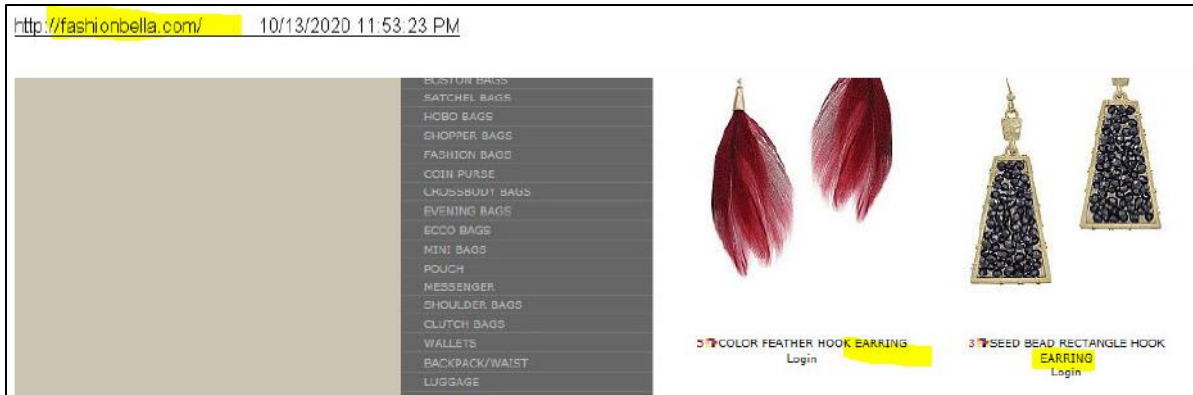 http://fashionbella.com/ 10/13/2020 11:53:23 PM
BOSTON BAGS
SATCHEL BAGS
HOBO BAGS
SHOPPER BAGS
FASHION BAGS
COIN PURSE
CROSSBODY BAGS
EVENING BAGS
ECCO BAGS
MINI BAGS
POUCH
MESSENGER
SHOULDER BAGS
CLUTCH BAGS
WALLETS
BACKPACK/WAIST
LUGGAGE
5 COLOR FEATHER HOOK EARRING
Login
3 SEED BEAD RECTANGLE HOOK
EARRING
Login